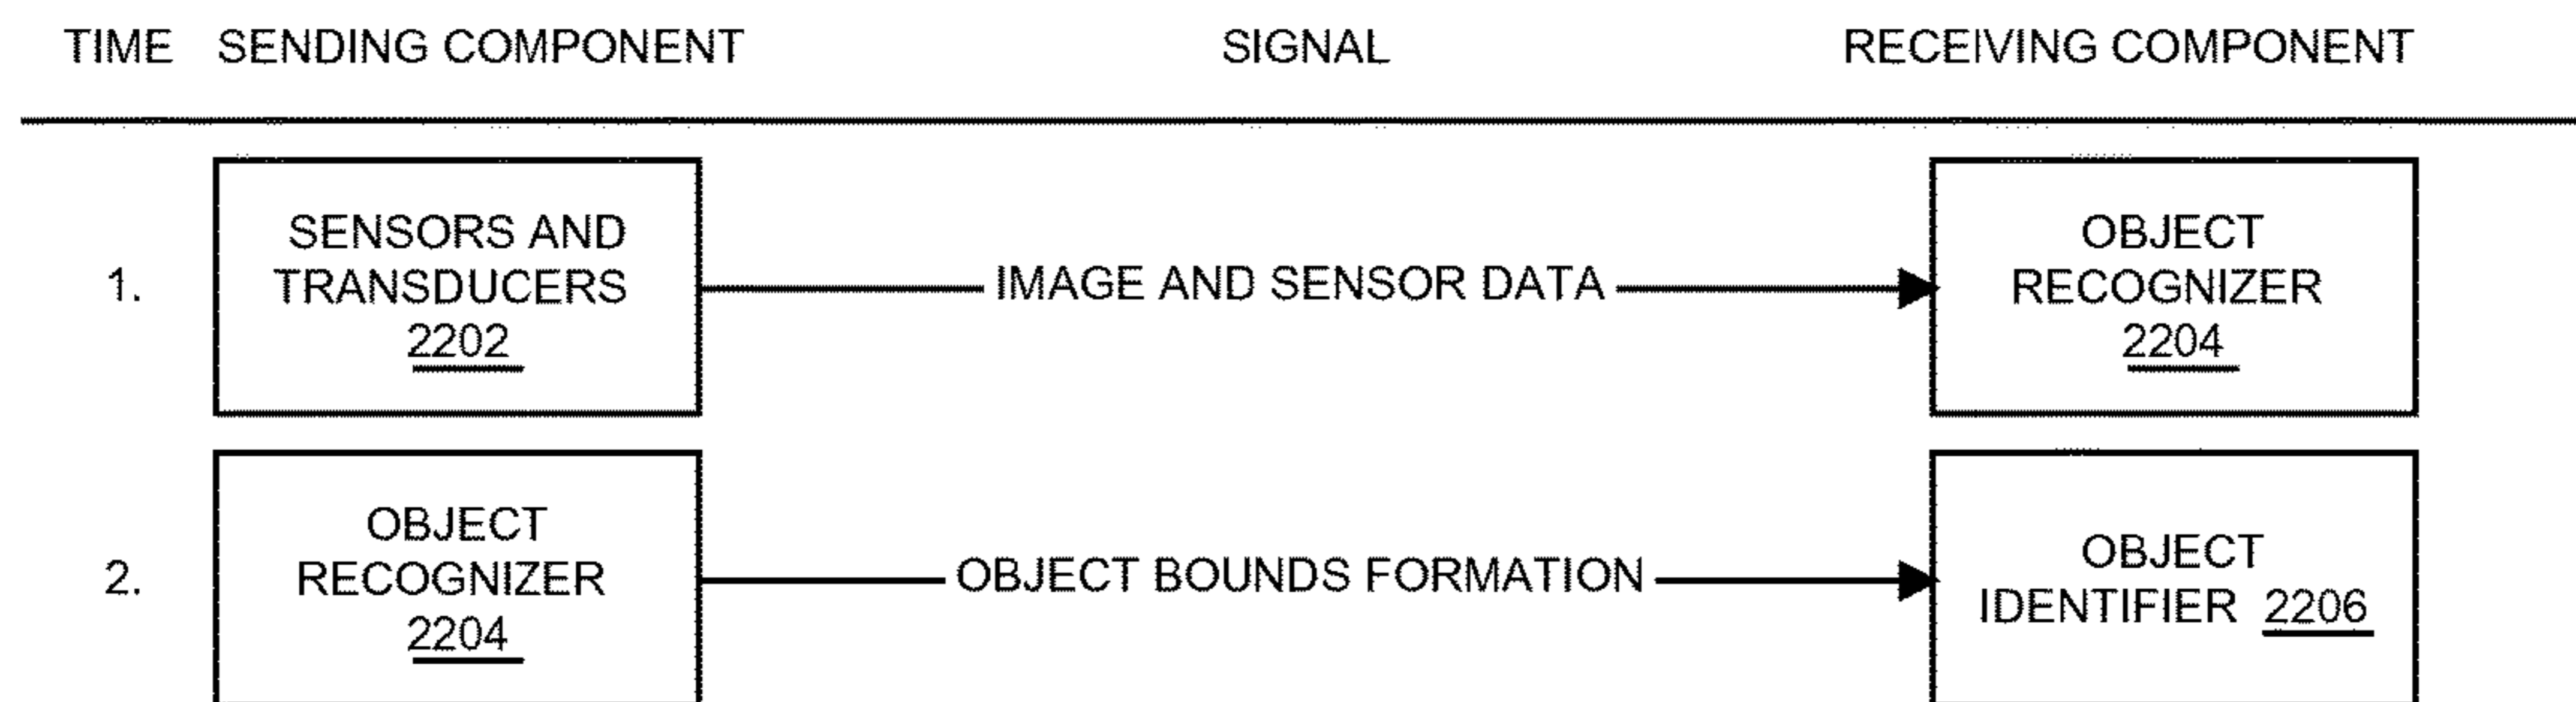 TIME SENDING COMPONENT SIGNAL RECEIVING COMPONENT
1.
SENSORS AND
TRANSDUCERS
2202
IMAGE AND SENSOR DATA
OBJECT
RECOGNIZER
2204
2.
OBJECT
RECOGNIZER
2204
OBJECT BOUNDS FORMATION
OBJECT
IDENTIFIER 2206